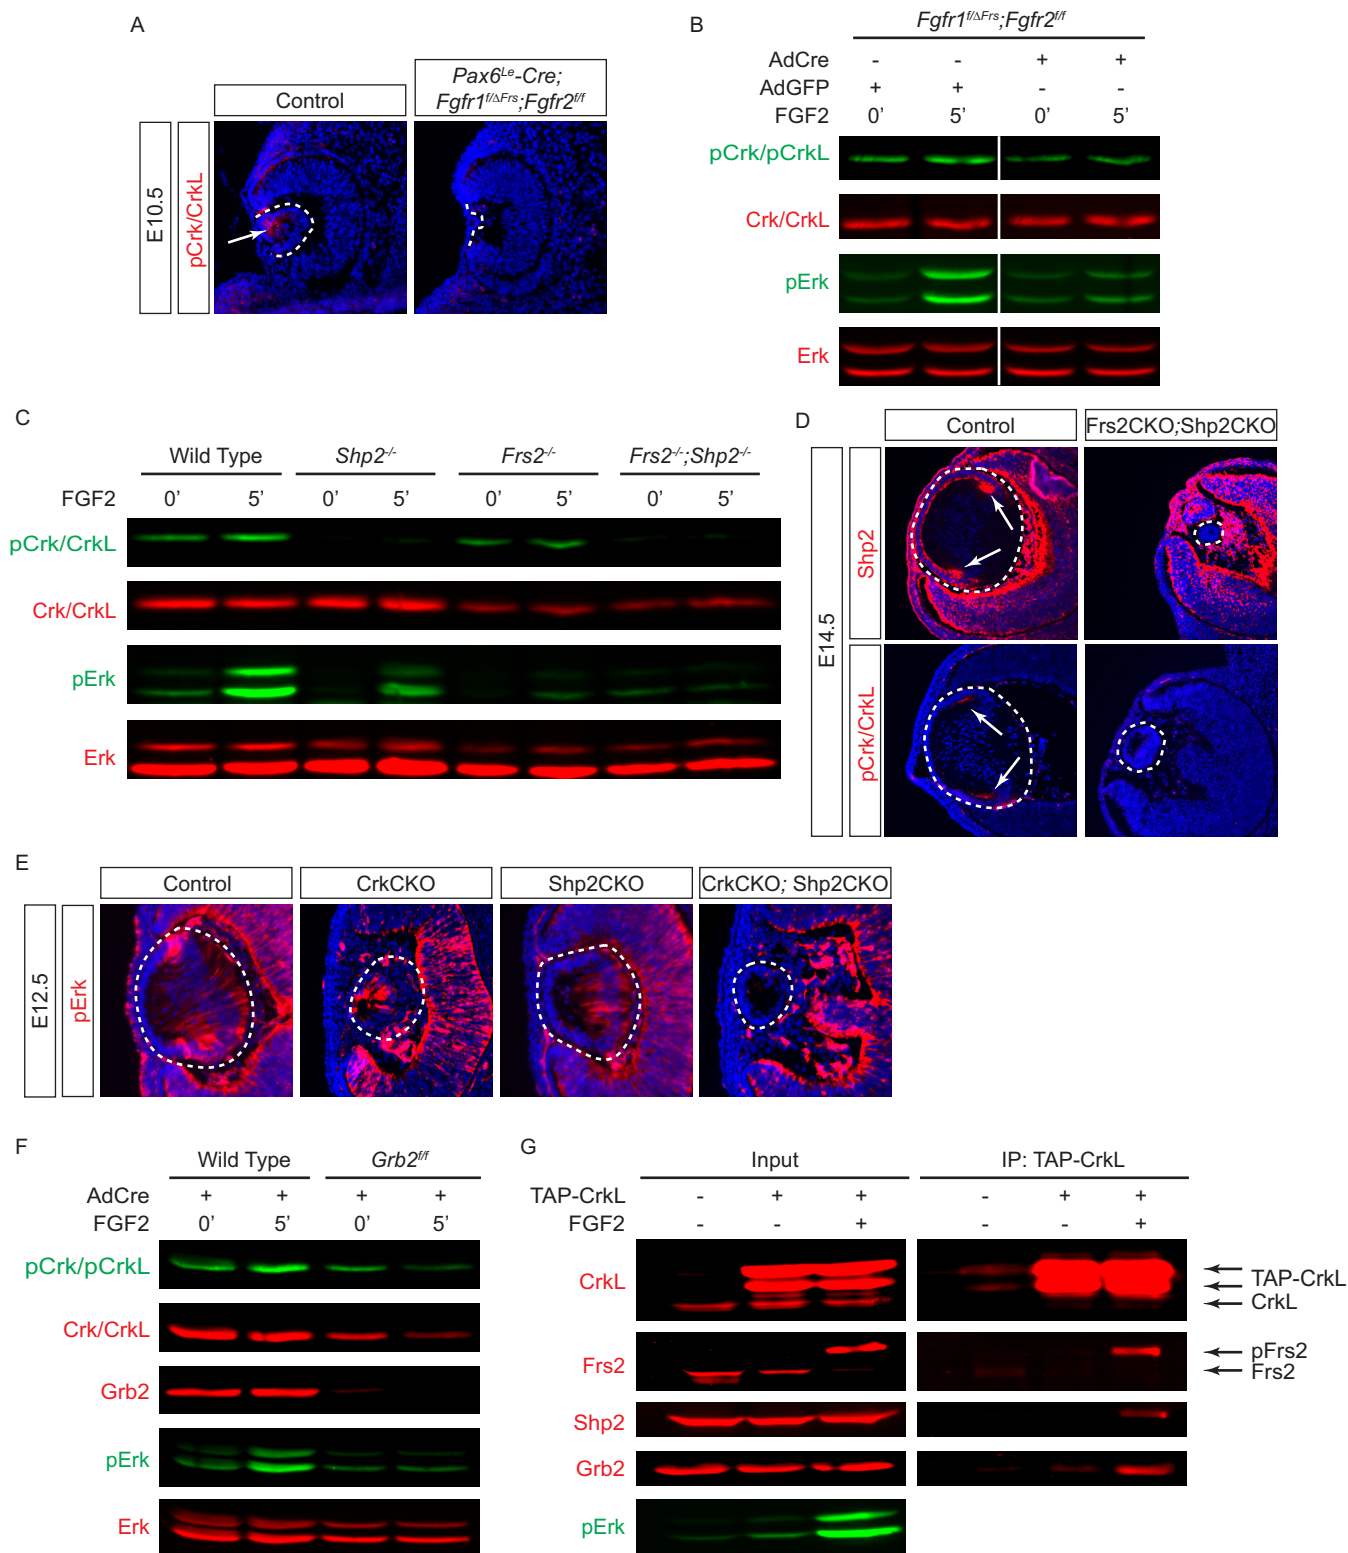 A
Control
Pax6Le-Cre;
Fgfr1f/ΔFrs;Fgfr2f/f
E10.5
pCrk/CrkL
B
Fgfr1f/ΔFrs;Fgfr2f/f
AdCre - - + +
AdGFP + + - -
FGF2 0’ 5’ 0’ 5’
pCrk/pCrkL
Crk/CrkL
pErk
Erk
C
Wild Type Shp2-/- Frs2-/- Frs2-/-;Shp2-/-
FGF2 0’ 5’ 0’ 5’ 0’ 5’ 0’ 5’
pCrk/CrkL
Crk/CrkL
pErk
Erk
D
Control Frs2CKO;Shp2CKO
E14.5
Shp2
pCrk/CrkL
E
Control CrkCKO Shp2CKO CrkCKO; Shp2CKO
E12.5
pErk
F
Wild Type Grb2f/f
AdCre + + + +
FGF2 0’ 5’ 0’ 5’
pCrk/pCrkL
Crk/CrkL
Grb2
pErk
Erk
G
Input IP: TAP-CrkL
TAP-CrkL - + + - + +
FGF2 - - + - - +
CrkL
TAP-CrkL
CrkL
Frs2
pFrs2
Frs2
Shp2
Grb2
pErk